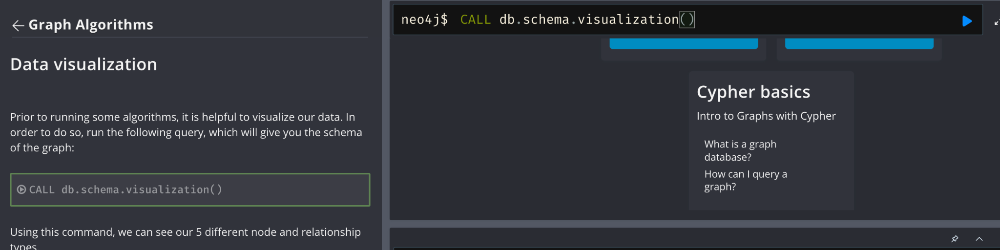 Graph Algorithms
Data visualization
Prior to running some algorithms, it is helpful to visualize our data. In
order to do so, run the following query, which will give you the schema
of the graph:
CALL db.schema.visualization()
Using this command, we can see our 5 different node and relationship
types
neo4j$ CALL db.schema.visualization()
Cypher basics
Intro to Graphs with Cypher
What is a graph
database?
How can I query a
graph?